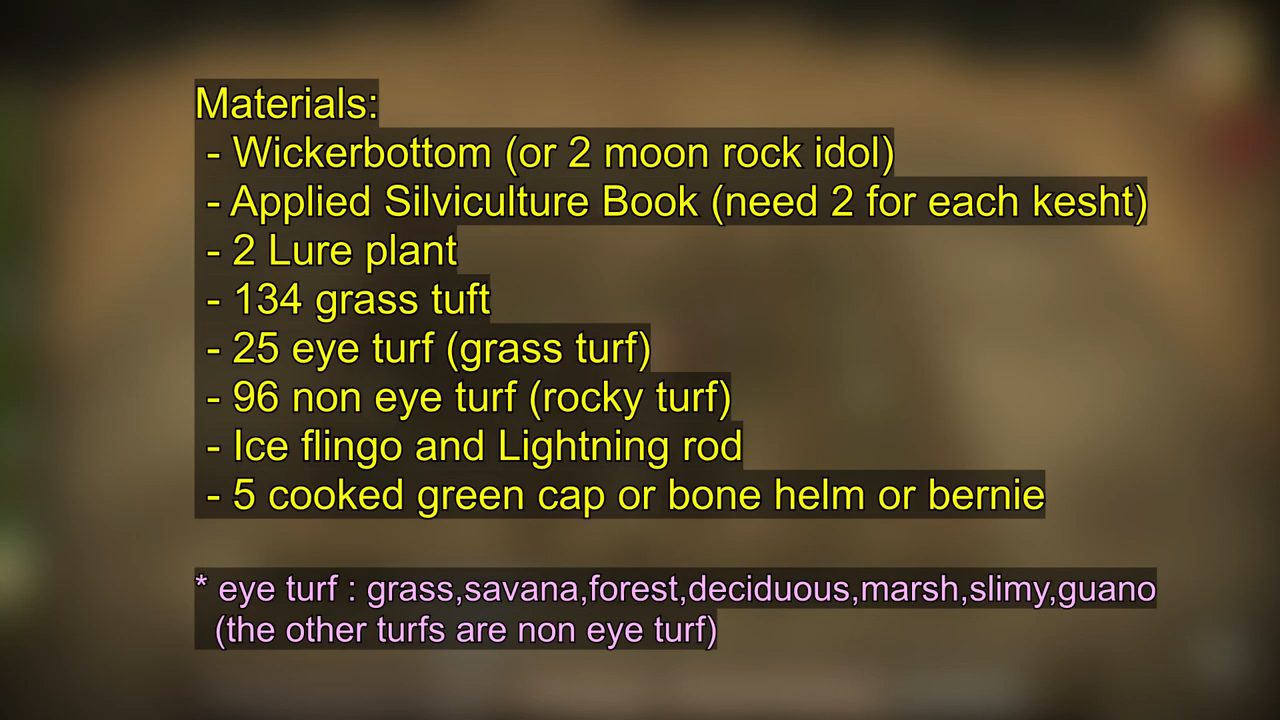 Materials:
- Wickerbottom (or 2 moon rock idol)
- Applied Silviculture Book (need 2 for each kesht)
- 2 Lure plant
- 134 grass tuft
- 25 eye turf (grass turf)
- 96 non eye turf (rocky turf)
- Ice flingo and Lightning rod
- 5 cooked green cap or bone helm or bernie
* eye turf : grass,savana,forest,deciduous,marsh,slimy,guano
(the other turfs are non eye turf)